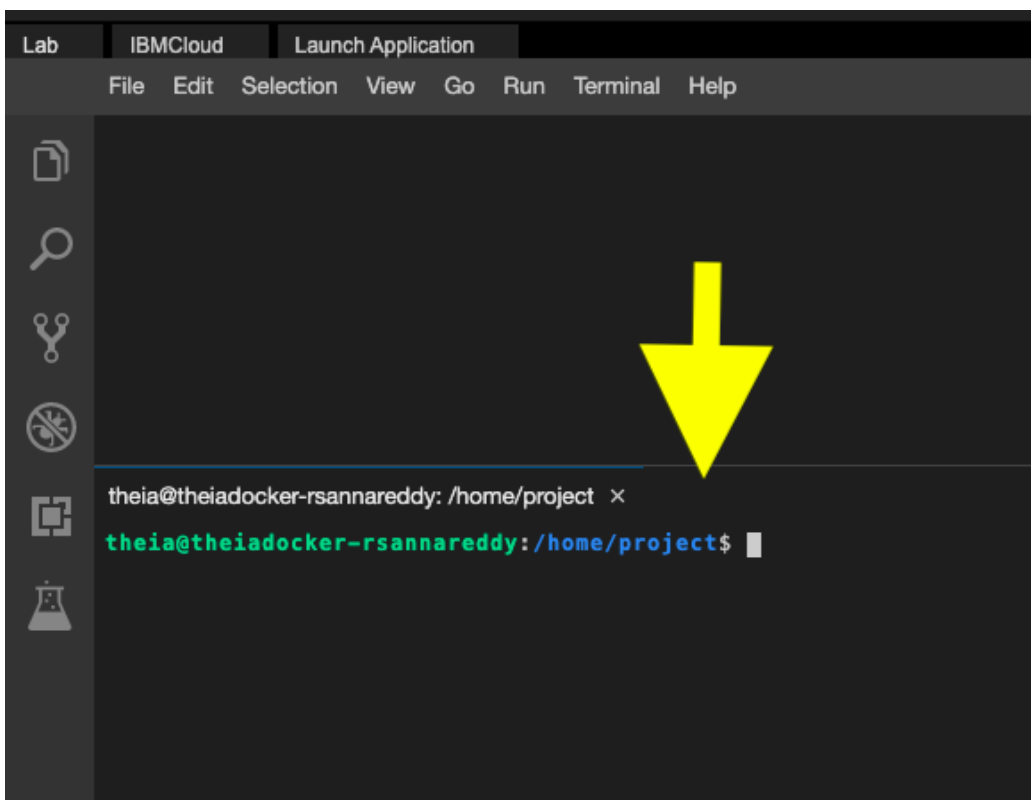 Lab IBMCloud Launch Application
File Edit Selection View Go Run Terminal Help
theia@theiadocker-rsannareddy: /home/project ×
theia@theiadocker-rsannareddy:/home/project$